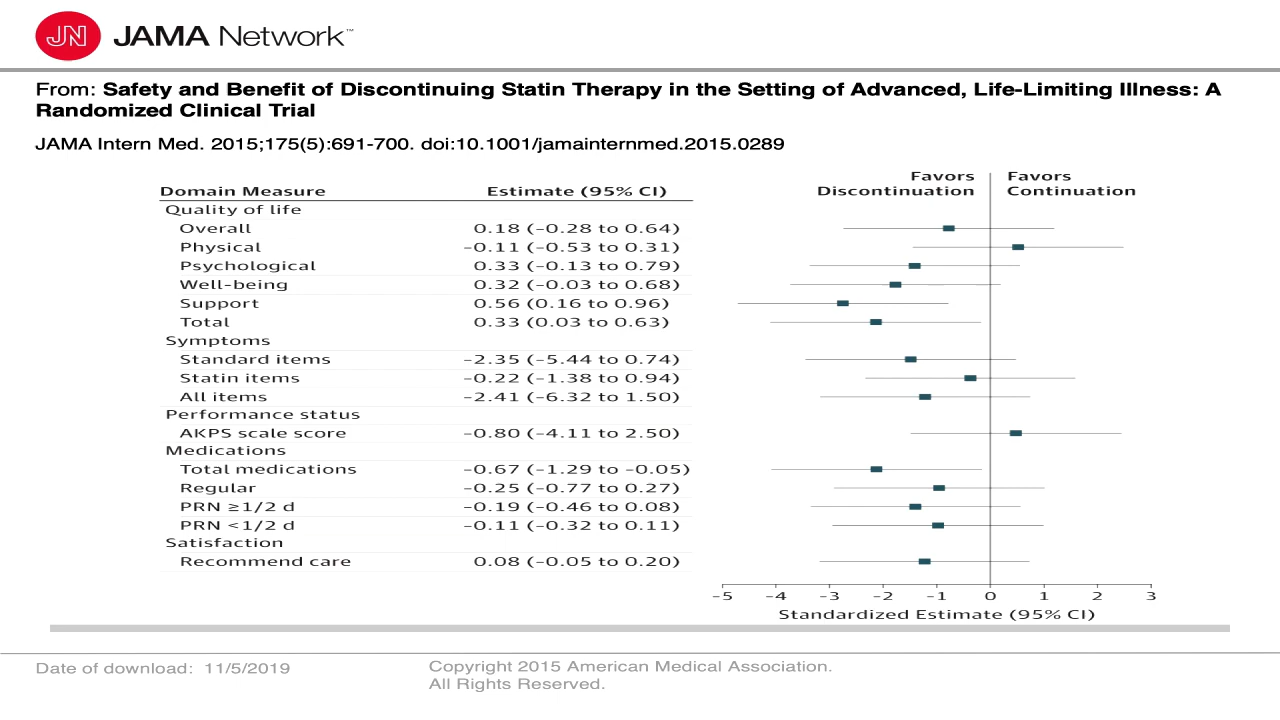 JN JAMA Network™
From: Safety and Benefit of Discontinuing Statin Therapy in the Setting of Advanced, Life-Limiting Illness: A
Randomized Clinical Trial
JAMA Intern Med. 2015;175(5):691-700. doi:10.1001/jamainternmed.2015.0289
Favors Favors
Domain Measure Estimate (95% CI) Discontinuation Continuation
Quality of life
Overall 0.18 (–0.28 to 0.64)
Physical –0.11 (–0.53 to 0.31)
Psychological 0.33 (–0.13 to 0.79)
Well-being 0.32 (–0.03 to 0.68)
Support 0.56 (0.16 to 0.96)
Total 0.33 (0.03 to 0.63)
Symptoms
Standard items –2.35 (–5.44 to 0.74)
Statin items –0.22 (–1.38 to 0.94)
All items –2.41 (–6.32 to 1.50)
Performance status
AKPS scale score –0.80 (–4.11 to 2.50)
Medications
Total medications –0.67 (–1.29 to –0.05)
Regular –0.25 (–0.77 to 0.27)
PRN ≥1/2 d –0.19 (–0.46 to 0.08)
PRN <1/2 d –0.11 (–0.32 to 0.11)
Satisfaction
Recommend care 0.08 (–0.05 to 0.20)
–5 –4 –3 –2 –1 0 1 2 3
Standardized Estimate (95% CI)
Date of download: 11/5/2019
Copyright 2015 American Medical Association.
All Rights Reserved.